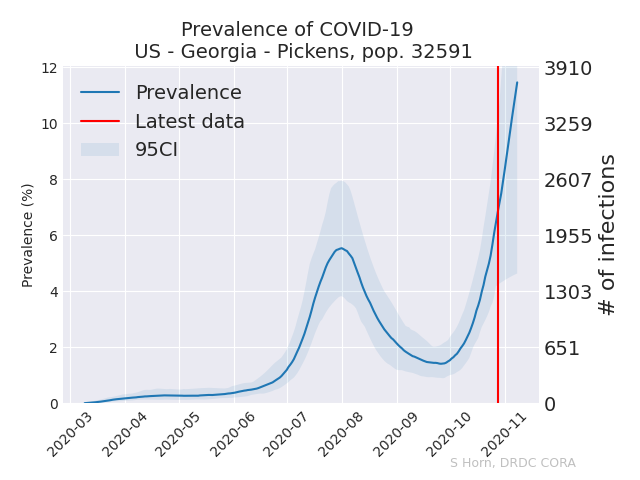 Prevalence of COVID-19
US - Georgia - Pickens, pop. 32591
Prevalence
Latest data
95CI
Prevalence (%)
12
10
8
6
4
2
0
3910
3259
2607
1955
1303
651
0
# of infections
2020-03
2020-04
2020-05
2020-06
2020-07
2020-08
2020-09
2020-10
2020-11
S Horn, DRDC CORA